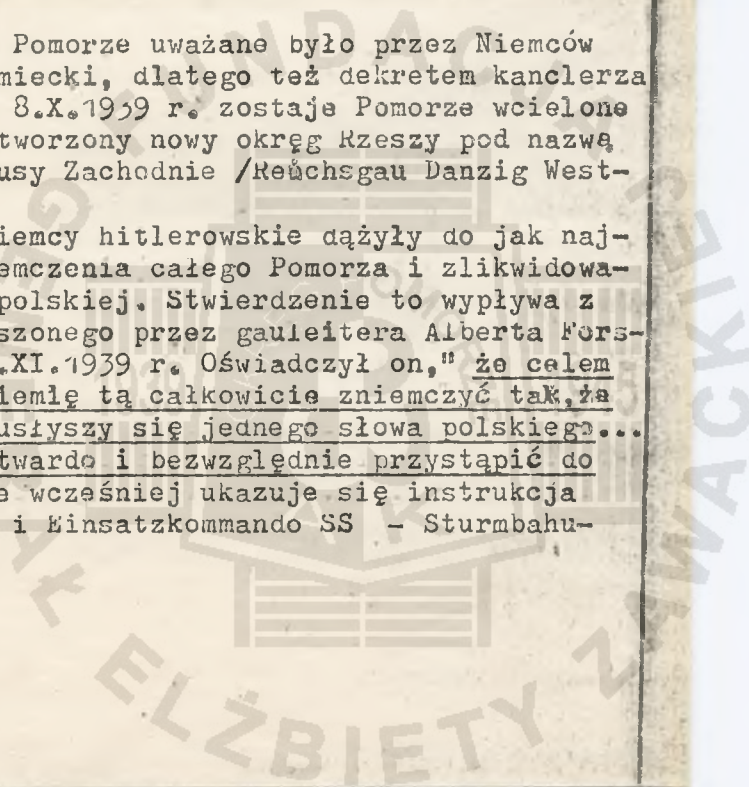 Pomorze uważane było przez Niemców
miecki, dlatego też dekretem kanclerza
8.X.1939 r. zostaje Pomorze wcielone
tworzony nowy okręg Rzeszy pod nazwą
usy Zachodnie /Reichsgau Danzig West-
iemcy hitlerowskie dążyły do jak naj-
emczenia całego Pomorza i zlikwidowa-
polskiej. Stwierdzenie to wypływa z
szonego przez gauleitera Alberta Fors-
.XI.1939 r. Oświadczył on," że celem
iemlę tą całkowicie zniemczyć tak,że
usłyszy się jednego słowa polskiego...
twardo i bezwzględnie przystąpić do
e wcześniej ukazuje się instrukcja
i Einsatzkommando SS - Sturmbahu-
ELŻBIETY ZAWACKIEJ